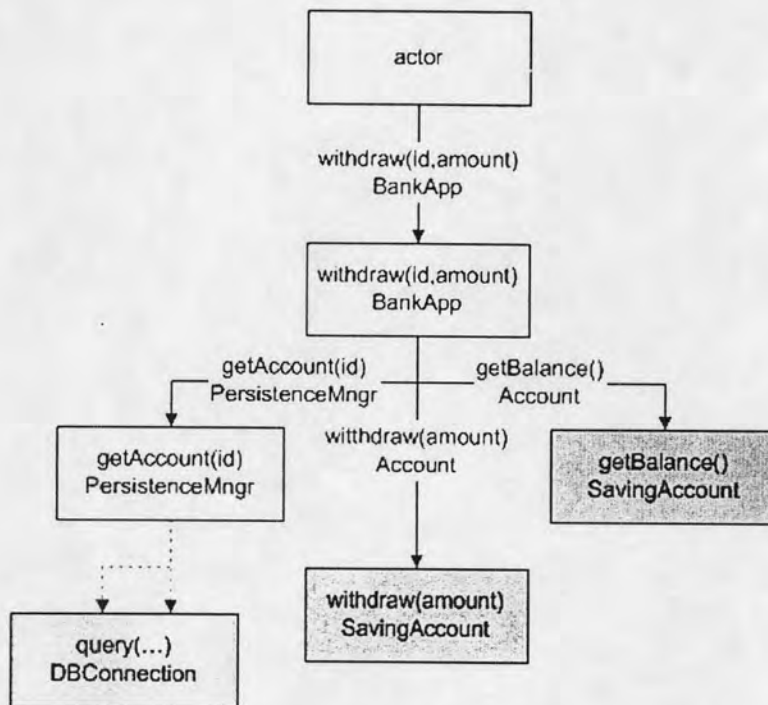 actor
withdraw(id,amount)
BankApp
withdraw(id,amount)
BankApp
getAccount(id)
PersistenceMngr
getBalance()
Account
witthdraw(amount)
Account
getAccount(id)
PersistenceMngr
getBalance()
SavingAccount
withdraw(amount)
SavingAccount
query(...)
DBConnection